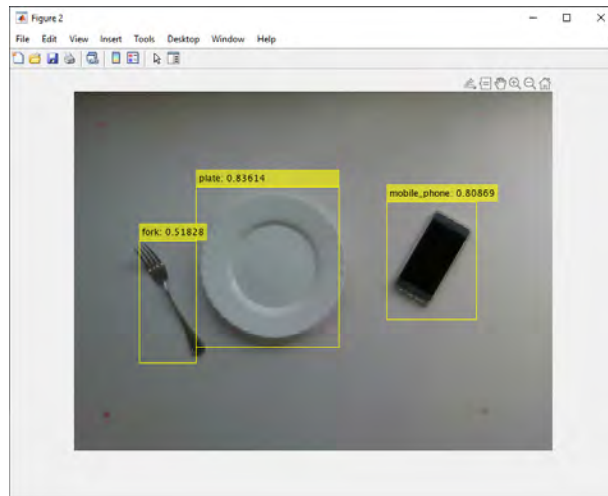 Figure 2
File Edit View Insert Tools Desktop Window Help
plate: 0.83614
mobile_phone: 0.80869
fork: 0.51828